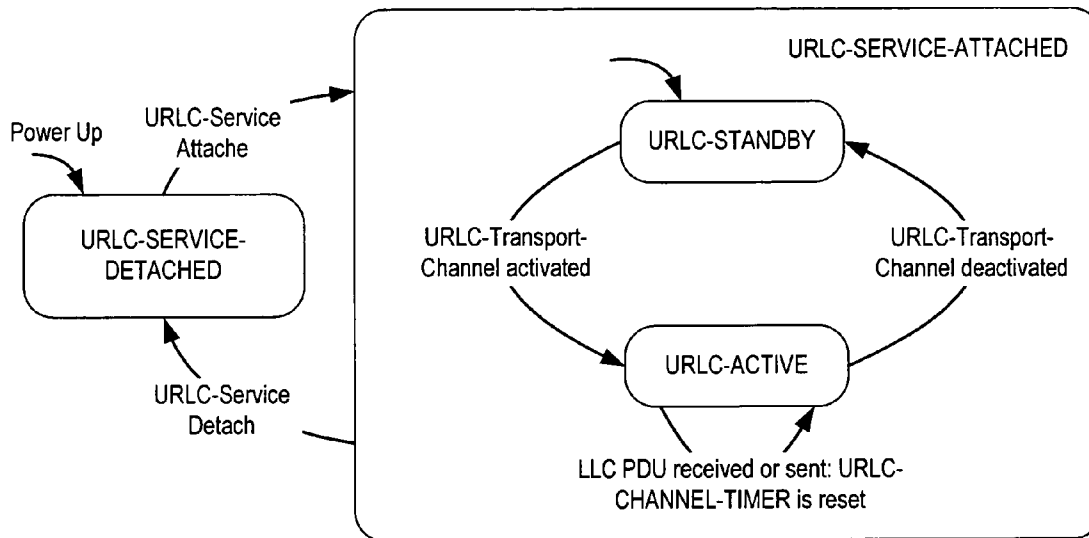 URLC-SERVICE-ATTACHED
Power Up
URLC-Service
Attache
URLC-STANDBY
URLC-SERVICE-
DETACHED
URLC-Transport-
Channel activated
URLC-Transport-
Channel deactivated
URLC-ACTIVE
URLC-Service
Detach
LLC PDU received or sent: URLC-
CHANNEL-TIMER is reset